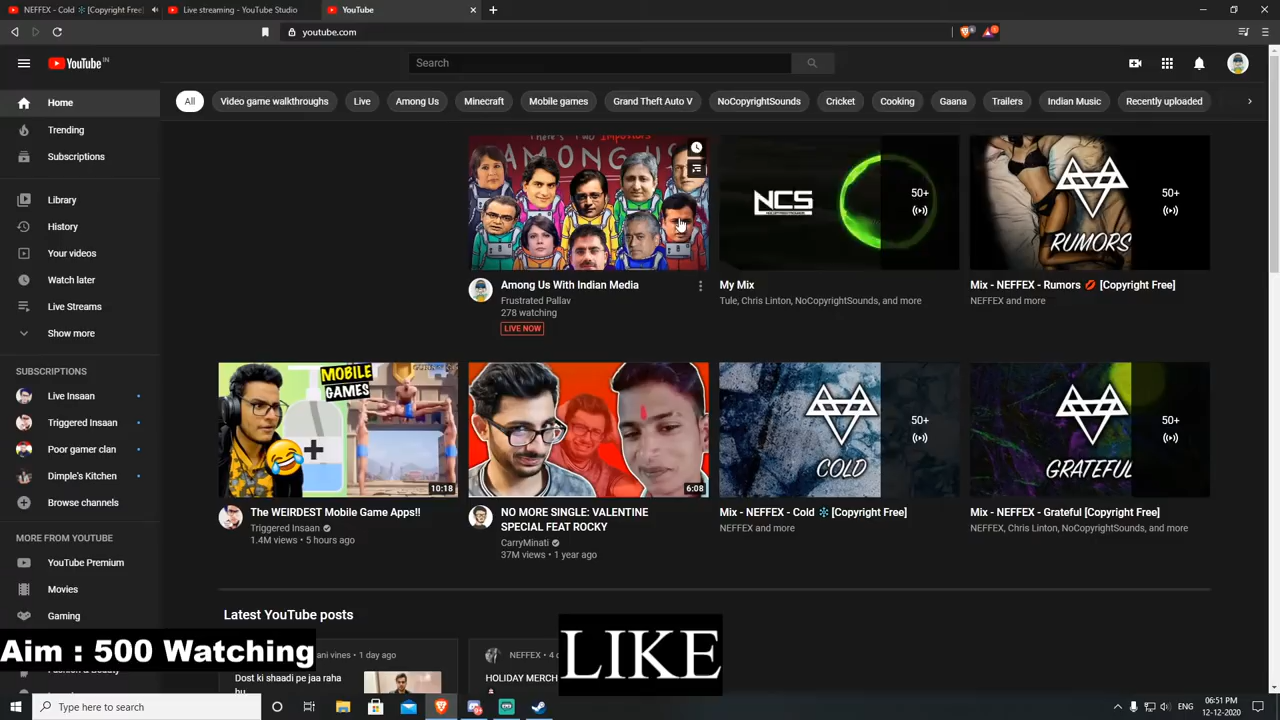 NEFFEX - Cold ❄ [Copyright Free]
Live streaming - YouTube Studio
YouTube
youtube.com
YouTube IN
Search
All
Video game walkthroughs
Live
Among Us
Minecraft
Mobile games
Grand Theft Auto V
NoCopyrightSounds
Cricket
Cooking
Gaana
Trailers
Indian Music
Recently uploaded
Home
Trending
Subscriptions
Library
History
Your videos
Watch later
Live Streams
Show more
SUBSCRIPTIONS
Live Insaan
Triggered Insaan
Poor gamer clan
Dimple's Kitchen
Browse channels
MORE FROM YOUTUBE
YouTube Premium
Movies
Gaming
THERE'S TWO IMPOSTORS
AMONG US
Among Us With Indian Media
Frustrated Pallav
278 watching
LIVE NOW
NCS
50+
My Mix
Tule, Chris Linton, NoCopyrightSounds, and more
RUMORS
50+
Mix - NEFFEX - Rumors 💋 [Copyright Free]
NEFFEX and more
MOBILE
GAMES
10:18
The WEIRDEST Mobile Game Apps!!
Triggered Insaan
1.4M views • 5 hours ago
6:08
NO MORE SINGLE: VALENTINE
SPECIAL FEAT ROCKY
CarryMinati
37M views • 1 year ago
COLD
50+
Mix - NEFFEX - Cold ❄ [Copyright Free]
NEFFEX and more
GRATEFUL
50+
Mix - NEFFEX - Grateful [Copyright Free]
NEFFEX, Chris Linton, NoCopyrightSounds, and more
Latest YouTube posts
ani vines • 1 day ago
Dost ki shaadi pe jaa raha
hu
NEFFEX • 4 d
HOLIDAY MERCH
Aim : 500 Watching
LIKE
Type here to search
ENG
06:51 PM
12-12-2020